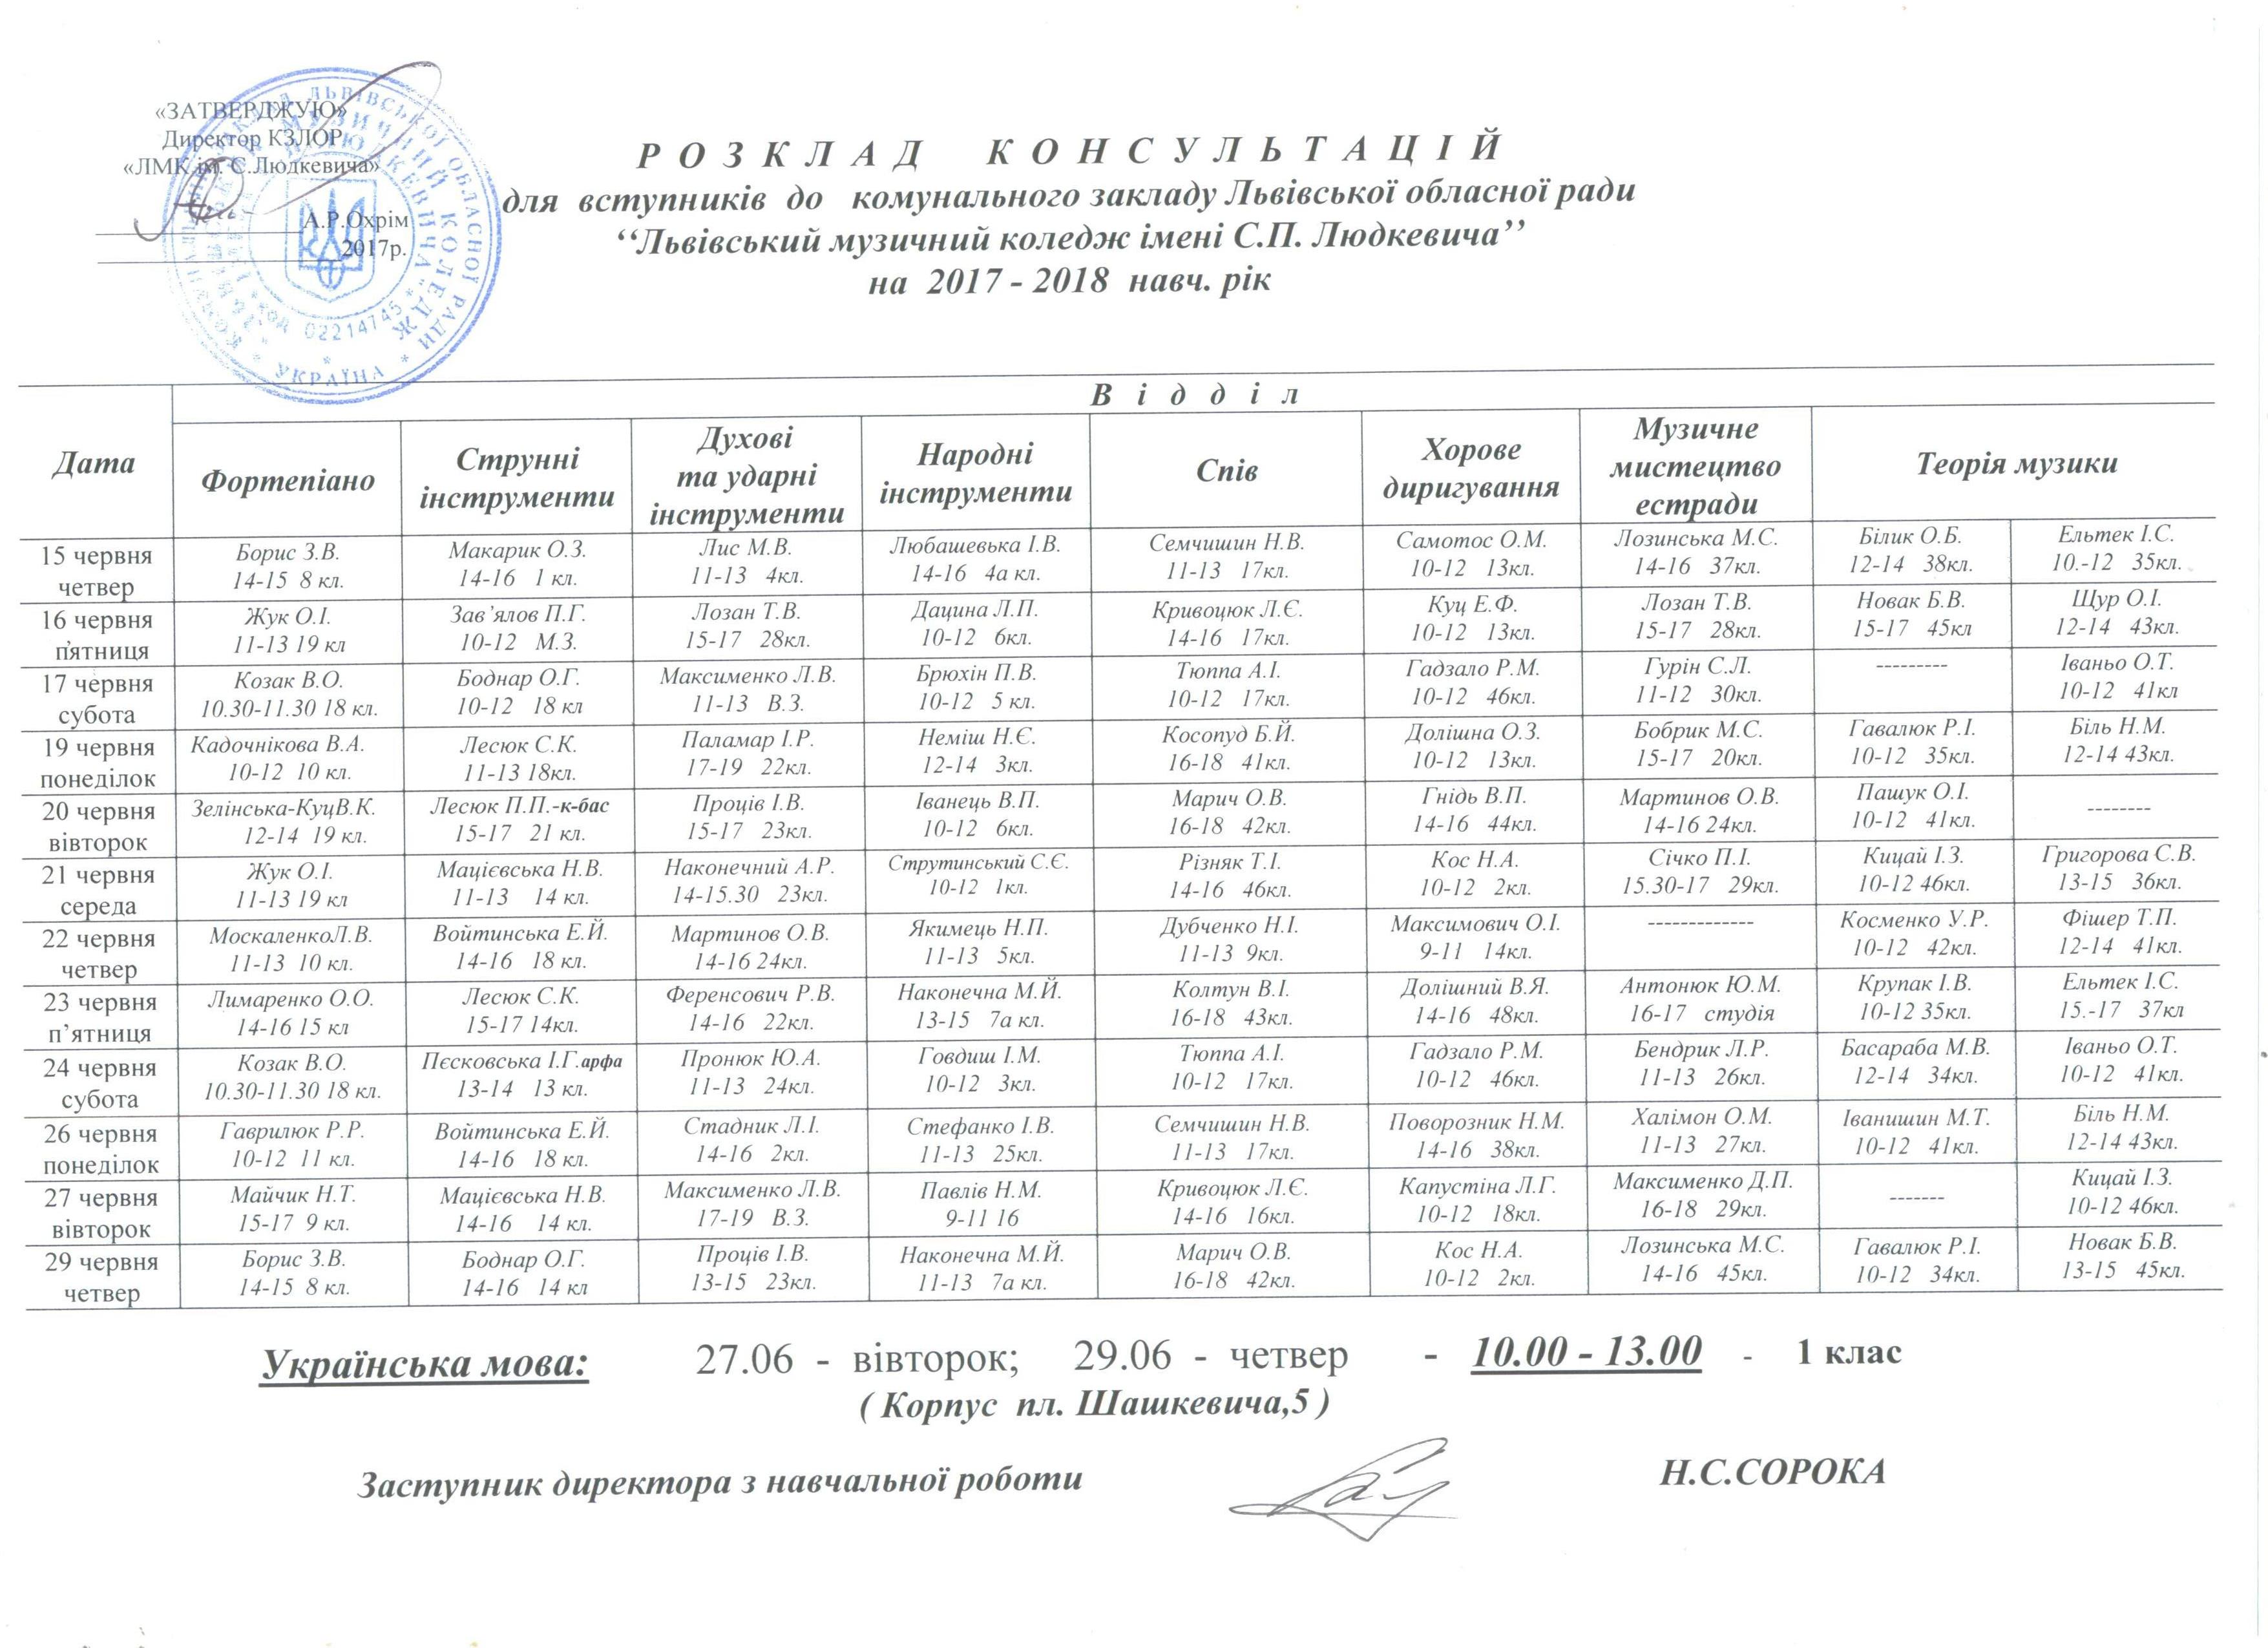 «ЗАТВЕРДЖУЮ»
Директор КЗЛОР
«ЛМК ім. С.Людкевича»
А.Р.Охрім
2017р.
УКРАЇНА
02214745
РОЗКЛАД КОНСУЛЬТАЦІЙ
для вступників до комунального закладу Львівської обласної ради
‘‘Львівський музичний коледж імені С.П. Людкевича’’
на 2017 - 2018 навч. рік
Дата
Відділ
Фортепіано
Струнні
інструменти
Духові
та ударні
інструменти
Народні
інструменти
Спів
Хорове
диригування
Музичне
мистецтво
естради
Теорія музики
15 червня
четвер
Борис З.В.
14-15 8 кл.
Макарик О.З.
14-16 1 кл.
Лис М.В.
11-13 4кл.
Любашевька І.В.
14-16 4а кл.
Семчишин Н.В.
11-13 17кл.
Самотос О.М.
10-12 13кл.
Лозинська М.С.
14-16 37кл.
Білик О.Б.
12-14 38кл.
Ельтек І.С.
10.-12 35кл.
16 червня
п'ятниця
Жук О.І.
11-13 19 кл
Зав’ялов П.Г.
10-12 М.З.
Лозан Т.В.
15-17 28кл.
Дацина Л.П.
10-12 6кл.
Кривоцюк Л.Є.
14-16 17кл.
Куц Е.Ф.
10-12 13кл.
Лозан Т.В.
15-17 28кл.
Новак Б.В.
15-17 45кл
Щур О.І.
12-14 43кл.
17 червня
субота
Козак В.О.
10.30-11.30 18 кл.
Боднар О.Г.
10-12 18 кл
Максименко Л.В.
11-13 В.З.
Брюхін П.В.
10-12 5 кл.
Тюппа А.І.
10-12 17кл.
Гадзало Р.М.
10-12 46кл.
Гурін С.Л.
11-12 30кл.
---------
Іваньо О.Т.
10-12 41кл
19 червня
понеділок
Кадочнікова В.А.
10-12 10 кл.
Лесюк С.К.
11-13 18кл.
Паламар І.Р.
17-19 22кл.
Неміш Н.Є.
12-14 3кл.
Косопуд Б.Й.
16-18 41кл.
Долішна О.З.
10-12 13кл.
Бобрик М.С.
15-17 20кл.
Гавалюк Р.І.
10-12 35кл.
Біль Н.М.
12-14 43кл.
20 червня
вівторок
Зелінська-КуцВ.К.
12-14 19 кл.
Лесюк П.П.-к-бас
15-17 21 кл.
Проців І.В.
15-17 23кл.
Іванець В.П.
10-12 6кл.
Марич О.В.
16-18 42кл.
Гнідь В.П.
14-16 44кл.
Мартинов О.В.
14-16 24кл.
Пашук О.І.
10-12 41кл.
--------
21 червня
середа
Жук О.І.
11-13 19 кл
Мацієвська Н.В.
11-13 14 кл.
Наконечний А.Р.
14-15.30 23кл.
Струтинський С.Є.
10-12 1кл.
Різняк Т.І.
14-16 46кл.
Кос Н.А.
10-12 2кл.
Січко П.І.
15.30-17 29кл.
Кицай І.З.
10-12 46кл.
Григорова С.В.
13-15 36кл.
22 червня
четвер
МоскаленкоЛ.В.
11-13 10 кл.
Войтинська Е.Й.
14-16 18 кл.
Мартинов О.В.
14-16 24кл.
Якимець Н.П.
11-13 5кл.
Дубченко Н.І.
11-13 9кл.
Максимович О.І.
9-11 14кл.
-------------
Косменко У.Р.
10-12 42кл.
Фішер Т.П.
12-14 41кл.
23 червня
п’ятниця
Лимаренко О.О.
14-16 15 кл
Лесюк С.К.
15-17 14кл.
Ференсович Р.В.
14-16 22кл.
Наконечна М.Й.
13-15 7а кл.
Колтун В.І.
16-18 43кл.
Долішний В.Я.
14-16 48кл.
Антонюк Ю.М.
16-17 студія
Крупак І.В.
10-12 35кл.
Ельтек І.С.
15.-17 37кл
24 червня
субота
Козак В.О.
10.30-11.30 18 кл.
Пєсковська І.Г.арфа
13-14 13 кл.
Пронюк Ю.А.
11-13 24кл.
Говдиш І.М.
10-12 3кл.
Тюппа А.І.
10-12 17кл.
Гадзало Р.М.
10-12 46кл.
Бендрик Л.Р.
11-13 26кл.
Басараба М.В.
12-14 34кл.
Іваньо О.Т.
10-12 41кл.
26 червня
понеділок
Гаврилюк Р.Р.
10-12 11 кл.
Войтинська Е.Й.
14-16 18 кл.
Стадник Л.І.
14-16 2кл.
Стефанко І.В.
11-13 25кл.
Семчишин Н.В.
11-13 17кл.
Поворозник Н.М.
14-16 38кл.
Халімон О.М.
11-13 27кл.
Іванишин М.Т.
10-12 41кл.
Біль Н.М.
12-14 43кл.
27 червня
вівторок
Майчик Н.Т.
15-17 9 кл.
Мацієвська Н.В.
14-16 14 кл.
Максименко Л.В.
17-19 В.З.
Павлів Н.М.
9-11 16
Кривоцюк Л.Є.
14-16 16кл.
Капустіна Л.Г.
10-12 18кл.
Максименко Д.П.
16-18 29кл.
-------
Кицай І.З.
10-12 46кл.
29 червня
четвер
Борис З.В.
14-15 8 кл.
Боднар О.Г.
14-16 14 кл
Проців І.В.
13-15 23кл.
Наконечна М.Й.
11-13 7а кл.
Марич О.В.
16-18 42кл.
Кос Н.А.
10-12 2кл.
Лозинська М.С.
14-16 45кл.
Гавалюк Р.І.
10-12 34кл.
Новак Б.В.
13-15 45кл.
Українська мова: 27.06 - вівторок; 29.06 - четвер - 10.00 - 13.00 - 1 клас
( Корпус пл. Шашкевича,5 )
Заступник директора з навчальної роботи Н.С.СОРОКА